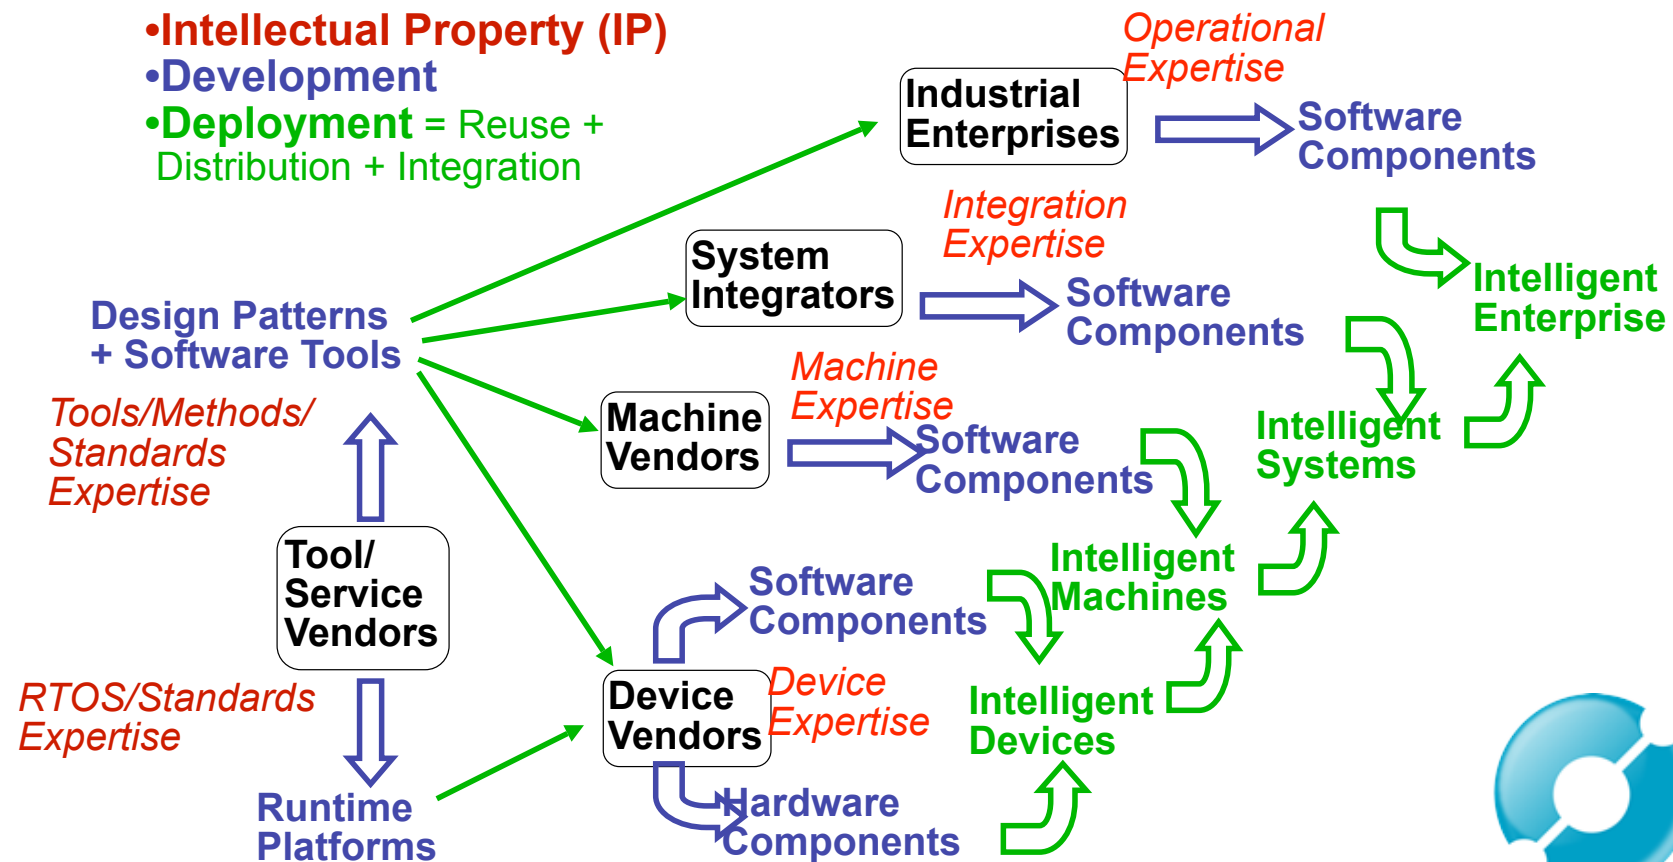 •Intellectual Property (IP)
•Development
•Deployment = Reuse +
Distribution + Integration
Operational
Expertise
Industrial
Enterprises
Software
Components
Integration
Expertise
System
Integrators
Software
Components
Intelligent
Enterprise
Design Patterns
+ Software Tools
Machine
Expertise
Tools/Methods/
Standards
Expertise
Machine
Vendors
Software
Components
Intelligent
Systems
Tool/
Service
Vendors
Software
Components
Intelligent
Machines
RTOS/Standards
Expertise
Device
Vendors
Device
Expertise
Intelligent
Devices
Runtime
Platforms
Hardware
Components